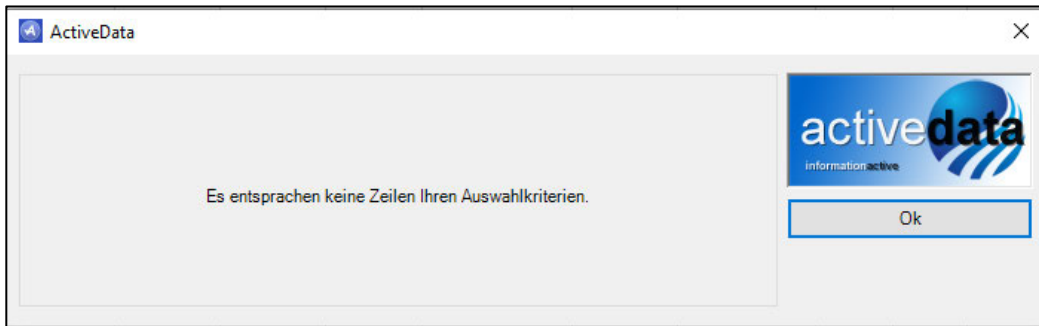 ActiveData
activedata
informationactive
Es entsprachen keine Zeilen Ihren Auswahlkriterien.
Ok